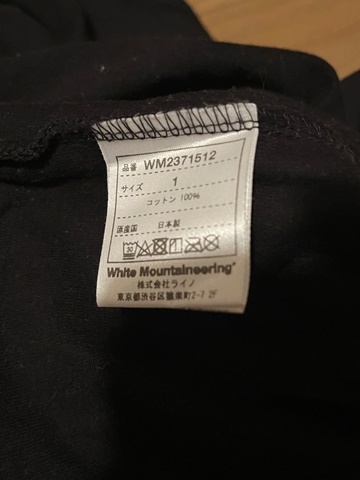 品番 WM2371512
サイズ 1
コットン 100%
原産国 日本製
30
White Mountaineering®
株式会社ライノ
東京都渋谷区猿楽町2-7 2F